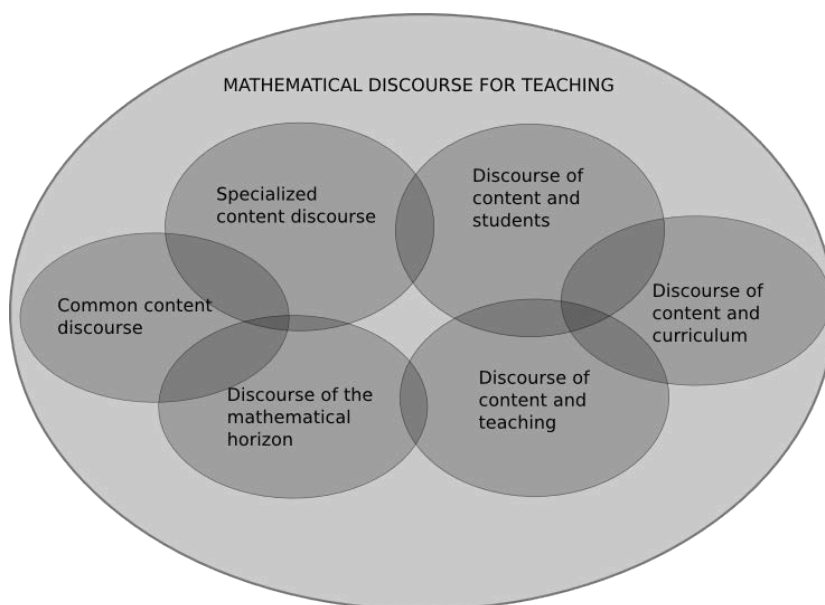 MATHEMATICAL DISCOURSE FOR TEACHING
Specialized
content discourse
Discourse of
content and
students
Common content
discourse
Discourse of
content and
curriculum
Discourse of the
mathematical
horizon
Discourse of
content and
teaching